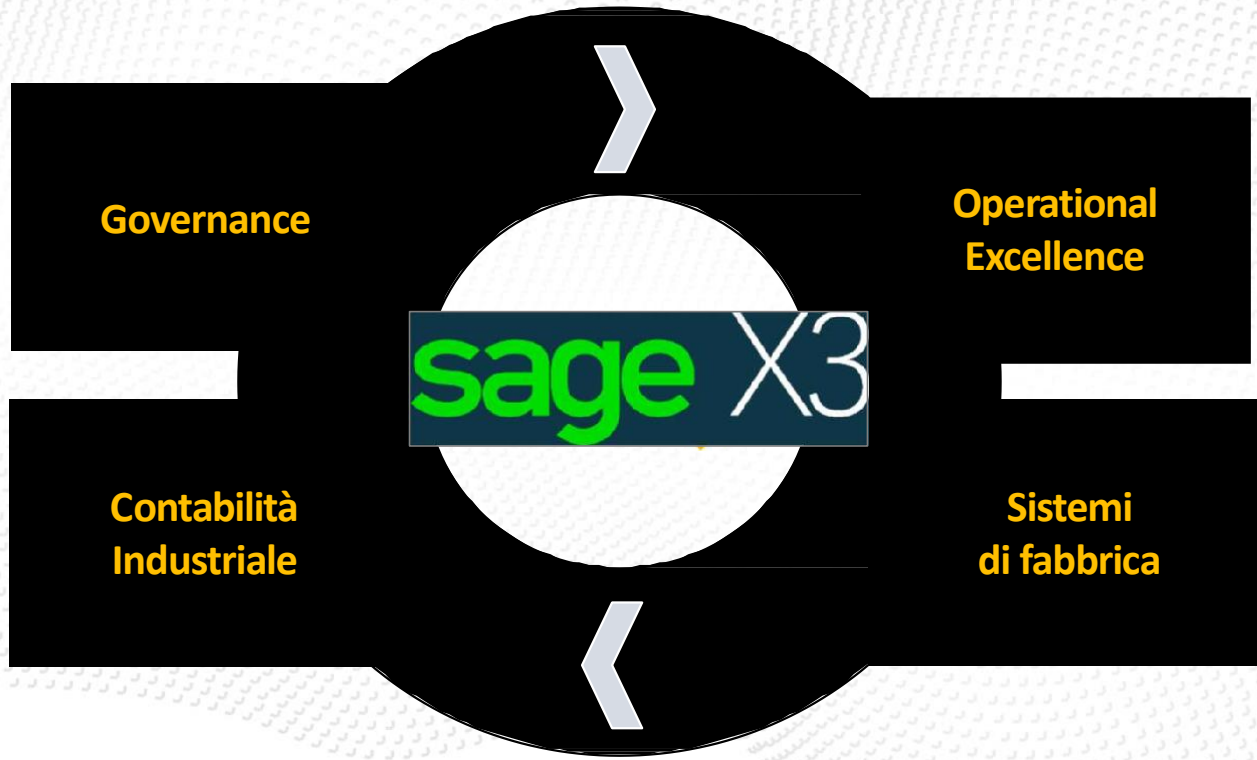 Governance
Operational
Excellence
sage X3
Contabilità
Industriale
Sistemi
di fabbrica